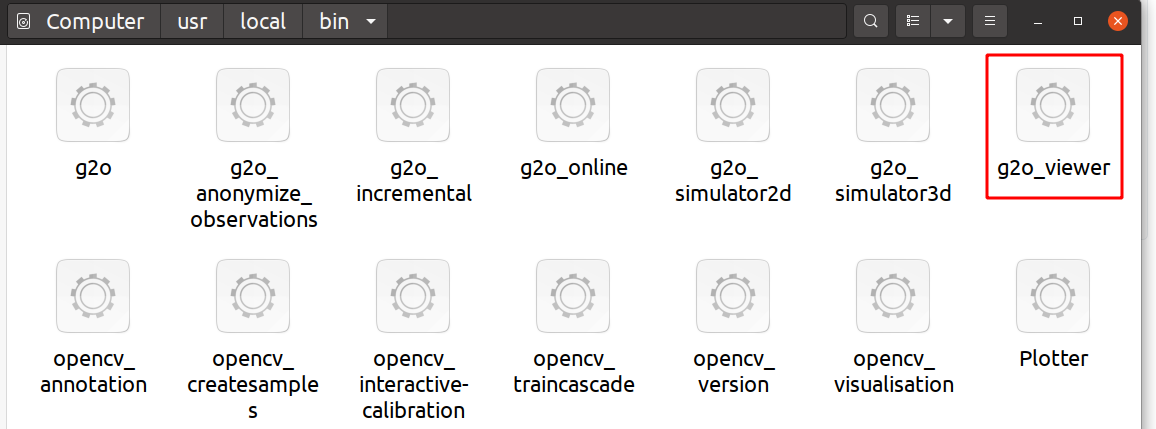 Computer usr local bin
g2o g2o_ g2o_ g2o_online g2o_ g2o_ g2o_viewer
anonymize_ incremental simulator2d simulator3d
observations
opencv_ opencv_ opencv_ opencv_ opencv_ opencv_ Plotter
annotation createsample interactive- traincascade version visualisation
s calibration